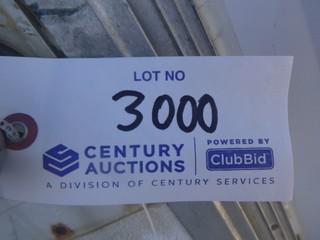 LOT NO
3000
CENTURY AUCTIONS
POWERED BY
ClubBid
A DIVISION OF CENTURY SERVICES